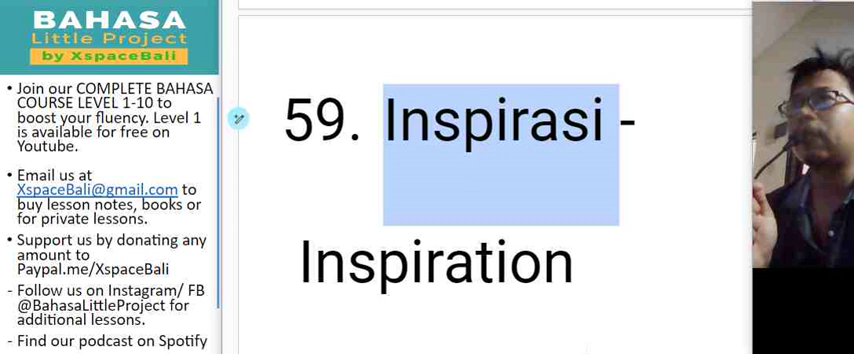 BAHASA
Little Project
by XspaceBali
• Join our COMPLETE BAHASA
COURSE LEVEL 1-10 to
boost your fluency. Level 1
is available for free on
Youtube.
• Email us at
XspaceBali@gmail.com to
buy lesson notes, books or
for private lessons.
• Support us by donating any
amount to
Paypal.me/XspaceBali
- Follow us on Instagram/ FB
@BahasaLittleProject for
additional lessons.
- Find our podcast on Spotify
59. Inspirasi -
Inspiration